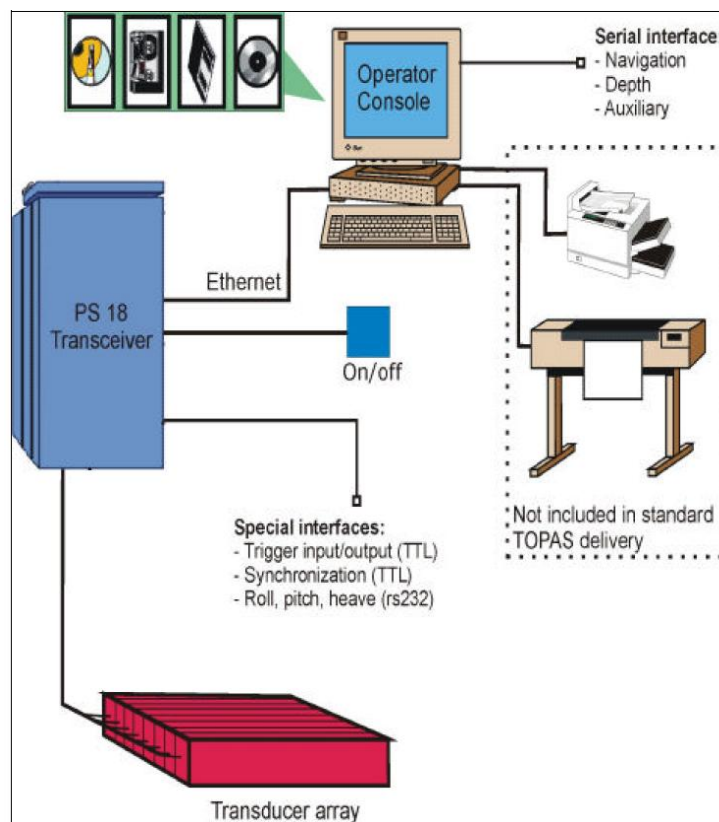 Operator
Console
Serial interface
- Navigation
- Depth
- Auxiliary
Ethernet
PS 18
Transceiver
On/off
Special interfaces:
- Trigger input/output (TTL)
- Synchronization (TTL)
- Roll, pitch, heave (rs232)
Not included in standard
TOPAS delivery
Transducer array